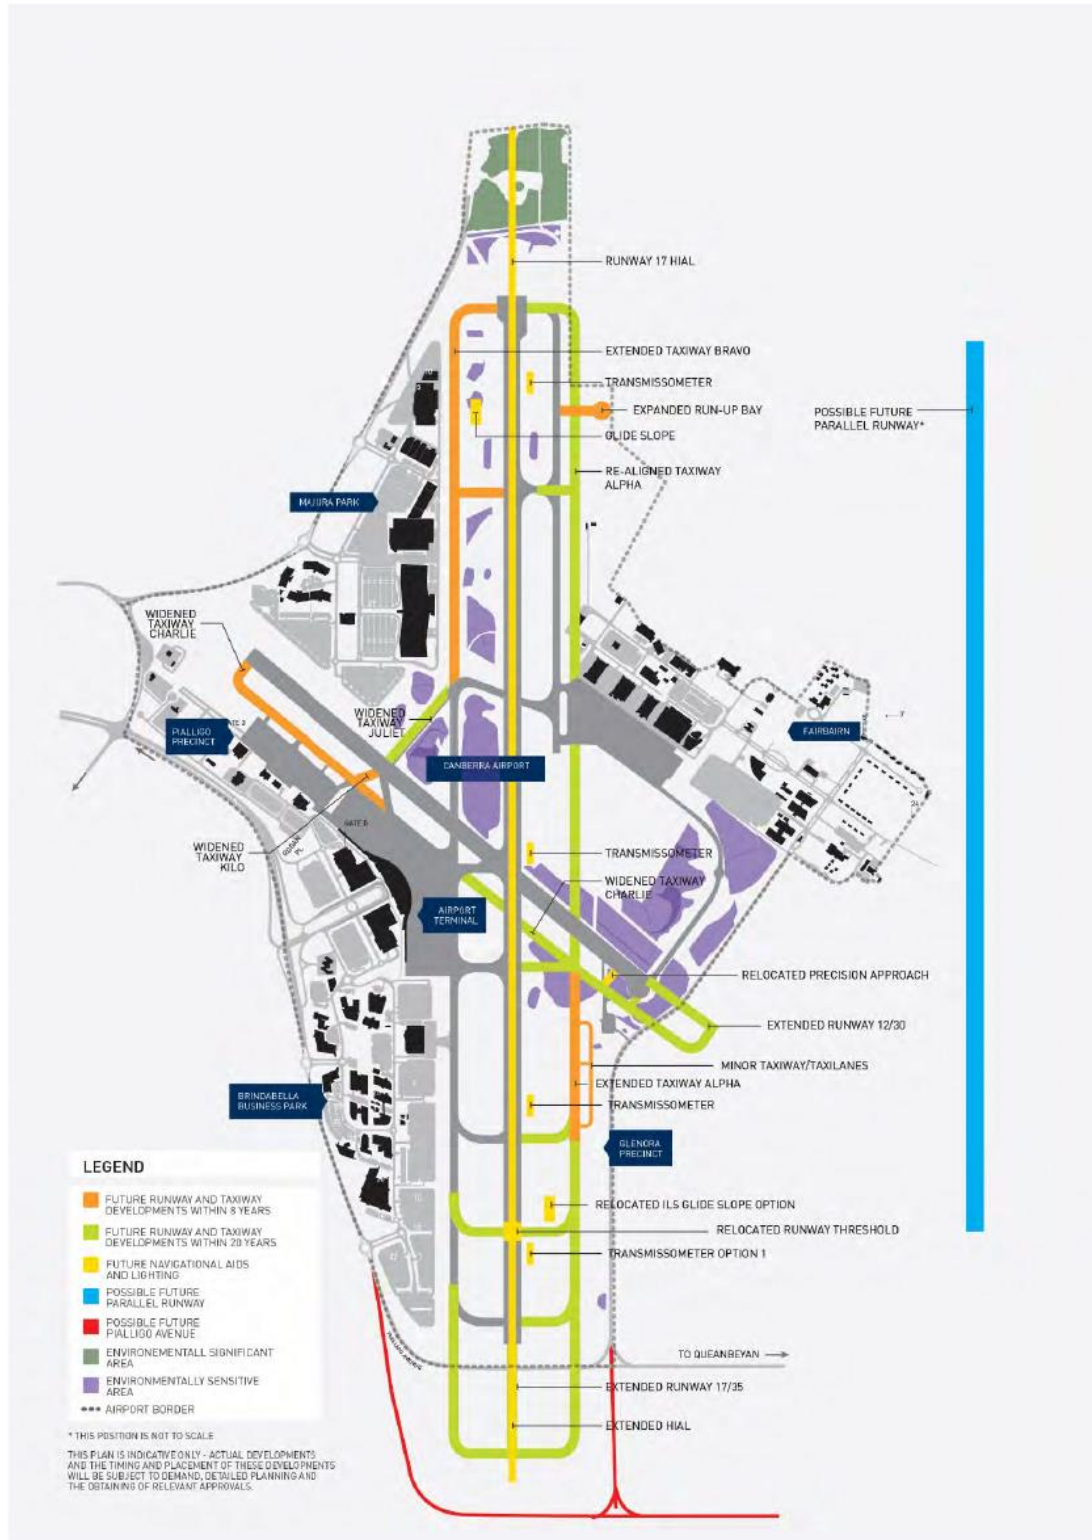 RUNWAY 17 HIAL
EXTENDED TAXIWAY BRAVO
TRANSMISSOMETER
EXPANDED RUN-UP BAY
POSSIBLE FUTURE
PARALLEL RUNWAY*
GLIDE SLOPE
RE-ALIGNED TAXIWAY
ALPHA
MAJURA PARK
WIDENED
TAXIWAY
CHARLIE
WIDENED
TAXIWAY
JULIET
PIALLIGO
PRECINCT
FAIRBAIRN
CANBERRA AIRPORT
24
WIDENED
TAXIWAY
KILO
TRANSMISSOMETER
WIDENED TAXIWAY
CHARLIE
AIRPORT
TERMINAL
RELOCATED PRECISION APPROACH
EXTENDED RUNWAY 12/30
MINOR TAXIWAY/TAXILANES
EXTENDED TAXIWAY ALPHA
BRINDABELLA
BUSINESS PARK
TRANSMISSOMETER
GLENORA
PRECINCT
RELOCATED ILS GLIDE SLOPE OPTION
RELOCATED RUNWAY THRESHOLD
TRANSMISSOMETER OPTION 1
TO QUEANBEYAN
EXTENDED RUNWAY 17/35
EXTENDED HIAL
LEGEND
FUTURE RUNWAY AND TAXIWAY
DEVELOPMENTS WITHIN 8 YEARS
FUTURE RUNWAY AND TAXIWAY
DEVELOPMENTS WITHIN 20 YEARS
FUTURE NAVIGATIONAL AIDS
AND LIGHTING
POSSIBLE FUTURE
PARALLEL RUNWAY
POSSIBLE FUTURE
PIALLIGO AVENUE
ENVIRONEMENTALL SIGNIFICANT
AREA
ENVIRONMENTALLY SENSITIVE
AREA
AIRPORT BORDER
* THIS POSITION IS NOT TO SCALE
THIS PLAN IS INDICATIVE ONLY - ACTUAL DEVELOPMENTS
AND THE TIMING AND PLACEMENT OF THESE DEVELOPMENTS
WILL BE SUBJECT TO DEMAND, DETAILED PLANNING AND
THE OBTAINING OF RELEVANT APPROVALS.